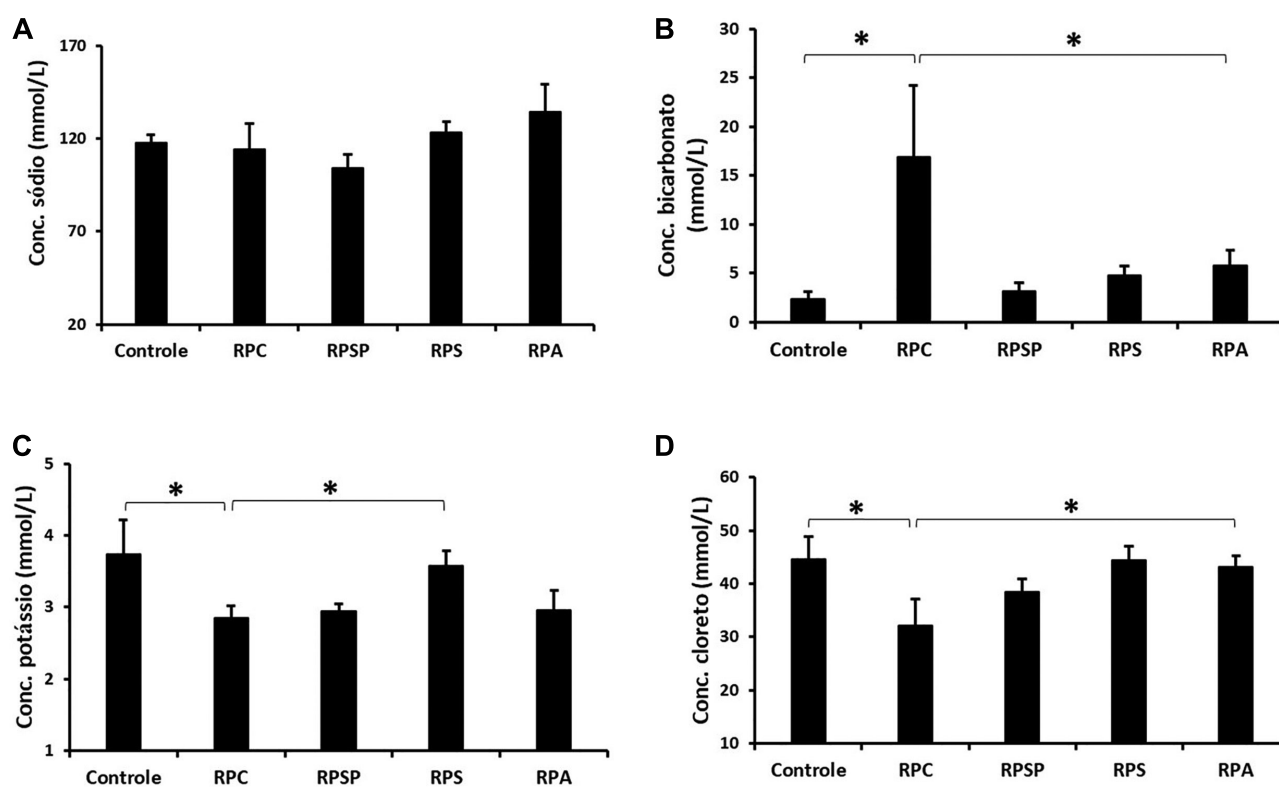 A
Conc. sódio (mmol/L)
170
120
70
20
Controle RPC RPSP RPS RPA
B
Conc. bicarbonato
(mmol/L)
30
25
20
15
10
5
0
* *
Controle RPC RPSP RPS RPA
C
Conc. potássio (mmol/L)
5
4
3
2
1
* *
Controle RPC RPSP RPS RPA
D
Conc. cloreto (mmol/L)
60
50
40
30
20
10
* *
Controle RPC RPSP RPS RPA